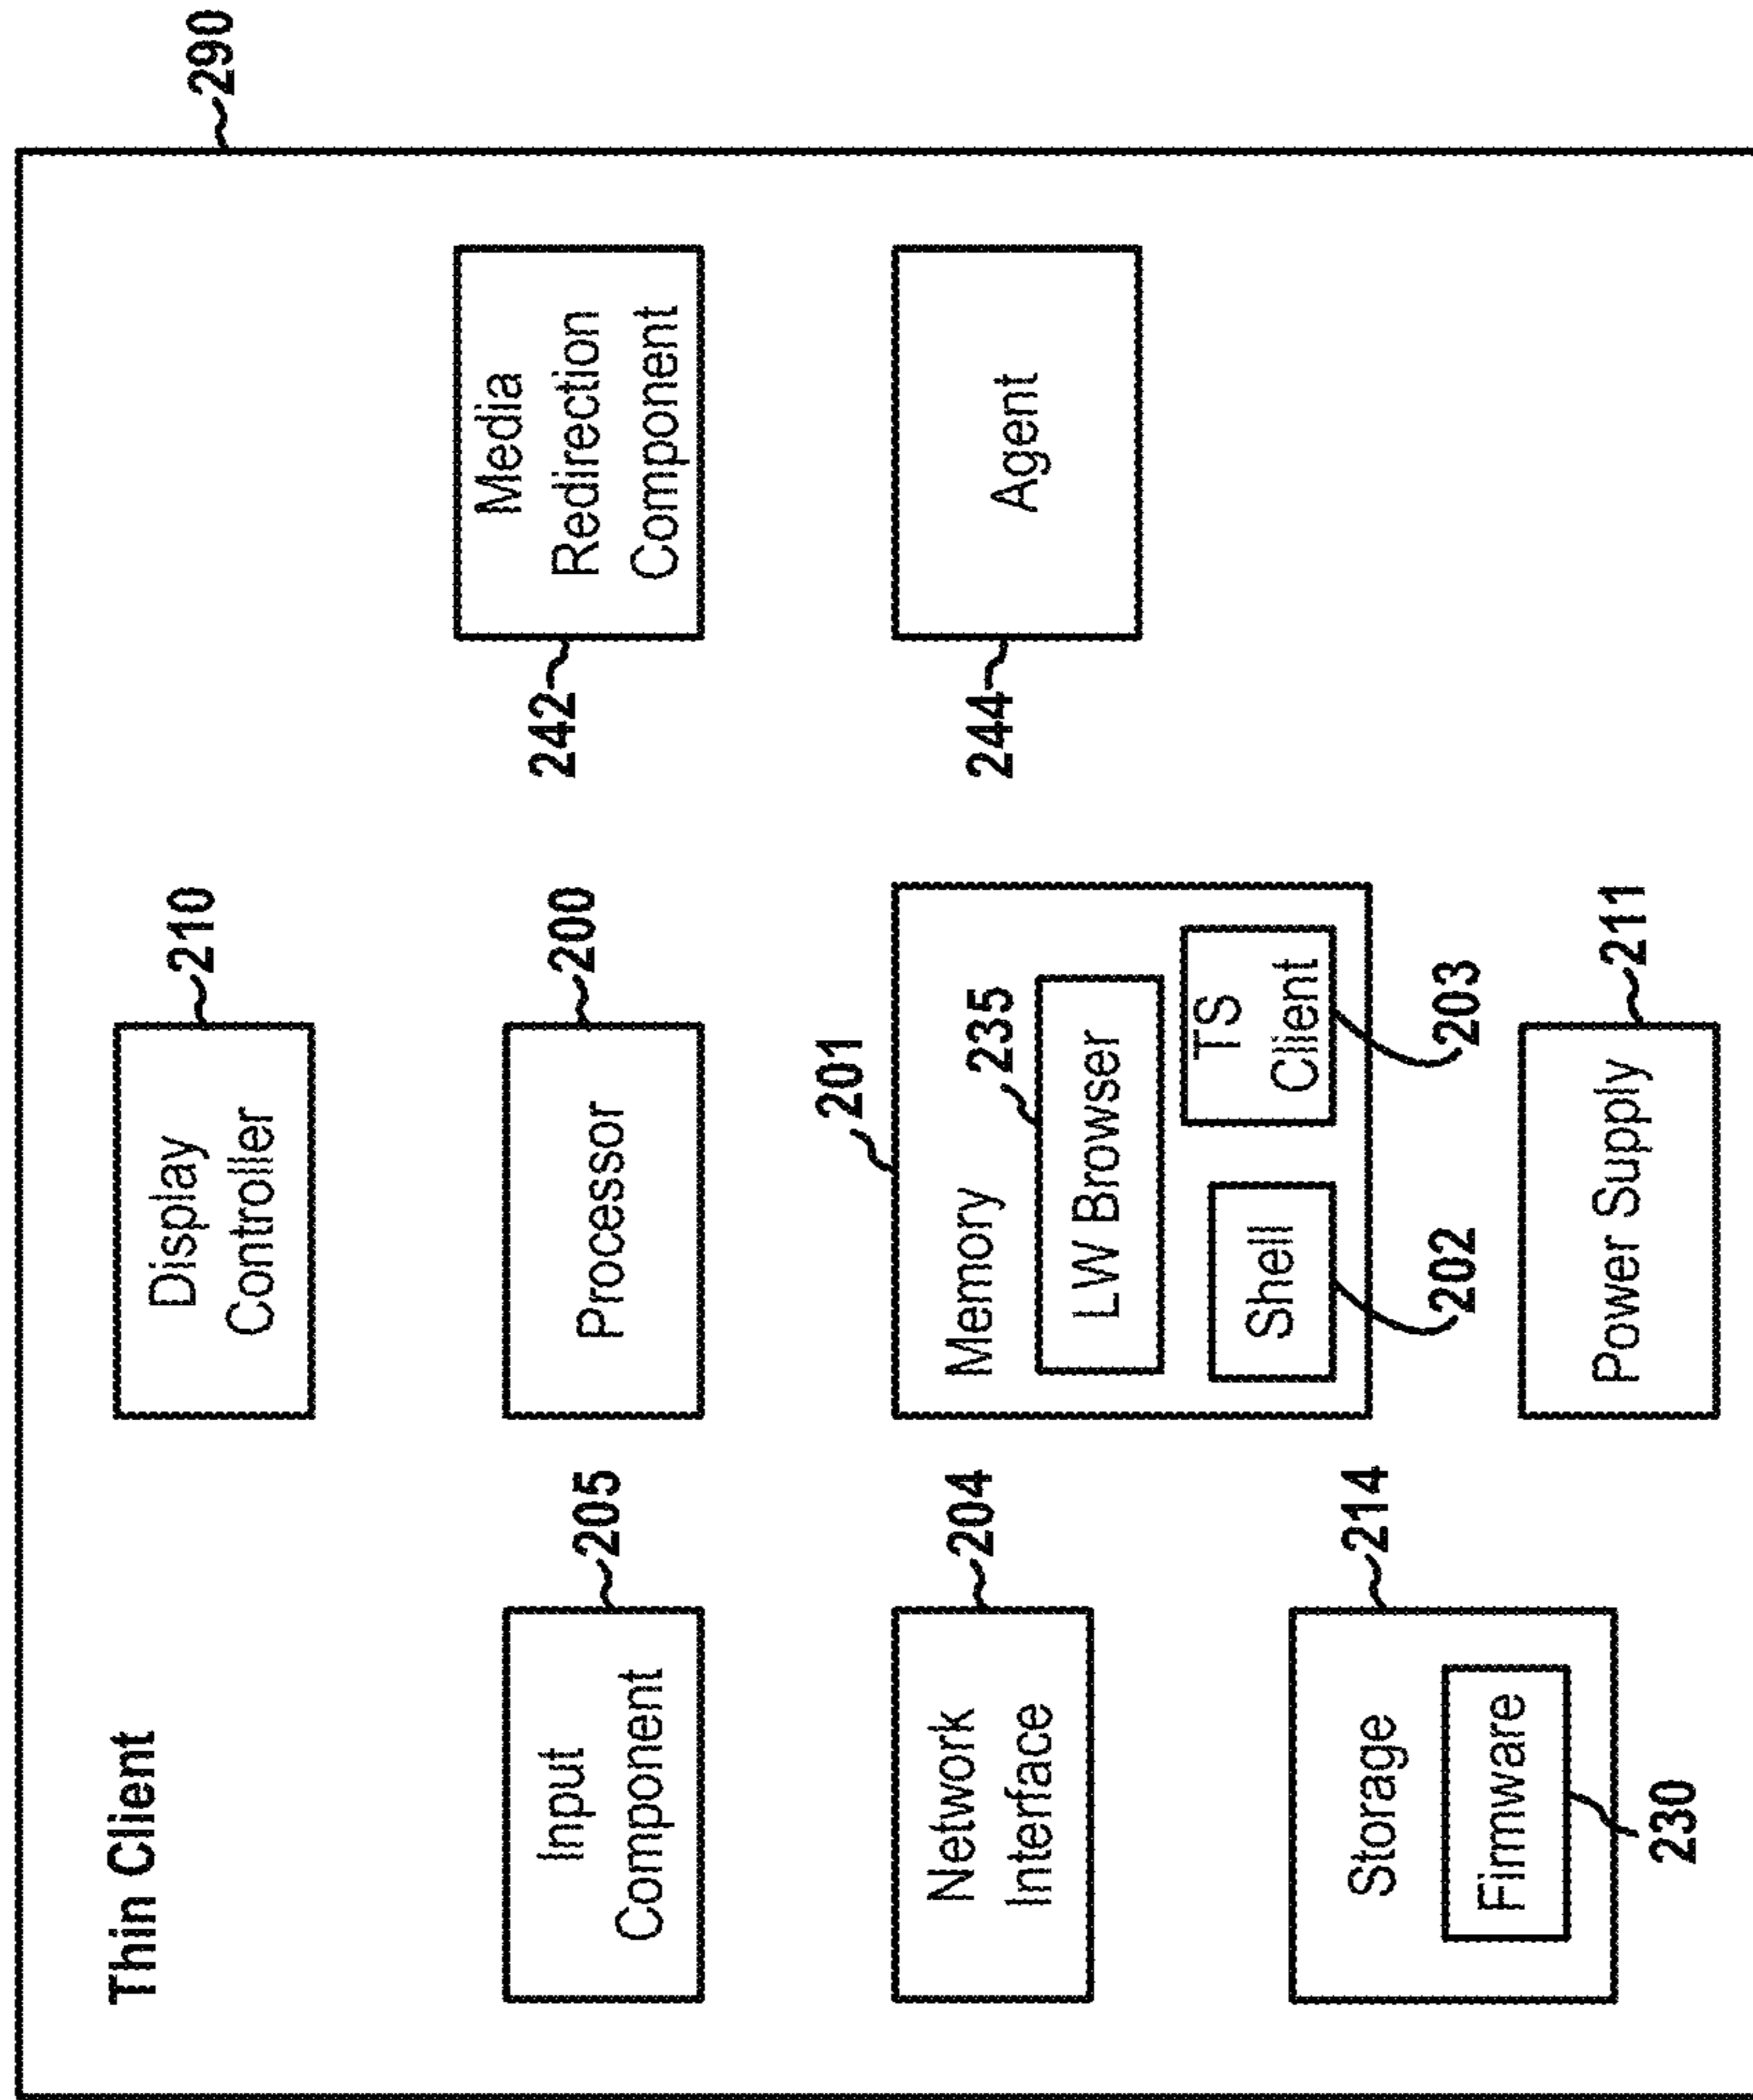 Thin Client
290
Display
Controller
210
Input
Component
205
Processor
200
Media
Redirection
Component
242
Network
Interface
204
Memory
201
LW Browser
235
Shell
202
TS
Client
203
Agent
244
Storage
214
Firmware
230
Power Supply
211